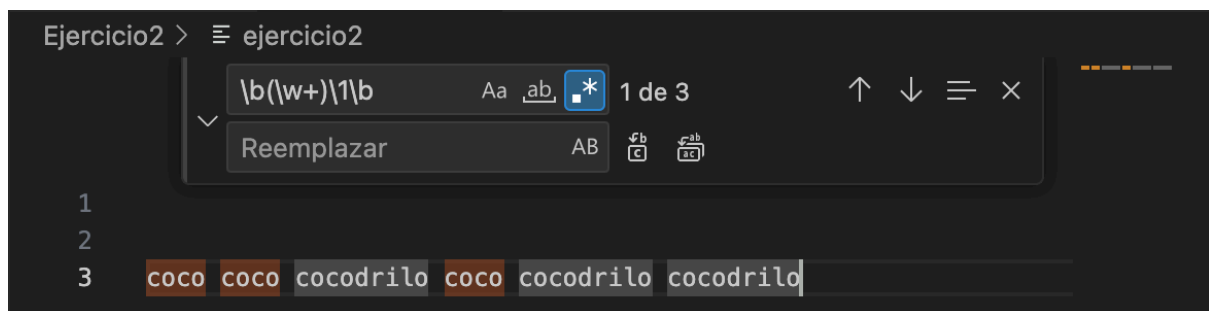 Ejercicio2 > ejercicio2
\b(\w+)\1\b Aa ab .* 1 de 3
Reemplazar AB
1
2
3 coco coco cocodrilo coco cocodrilo cocodrilo